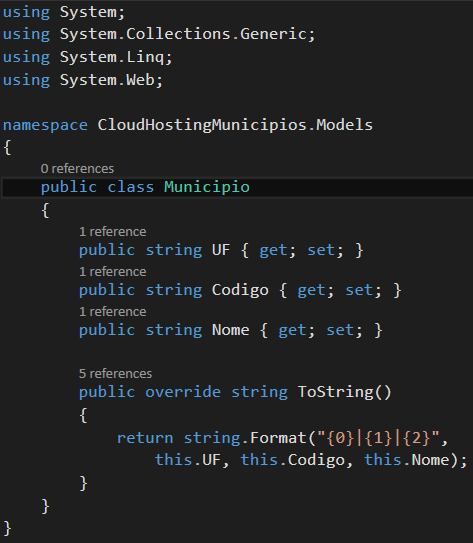 using System;
using System.Collections.Generic;
using System.Linq;
using System.Web;
namespace CloudHostingMunicipios.Models
{
0 references
public class Municipio
{
1 reference
public string UF { get; set; }
1 reference
public string Codigo { get; set; }
1 reference
public string Nome { get; set; }
5 references
public override string ToString()
{
return string.Format("{0}|{1}|{2}",
this.UF, this.Codigo, this.Nome);
}
}
}